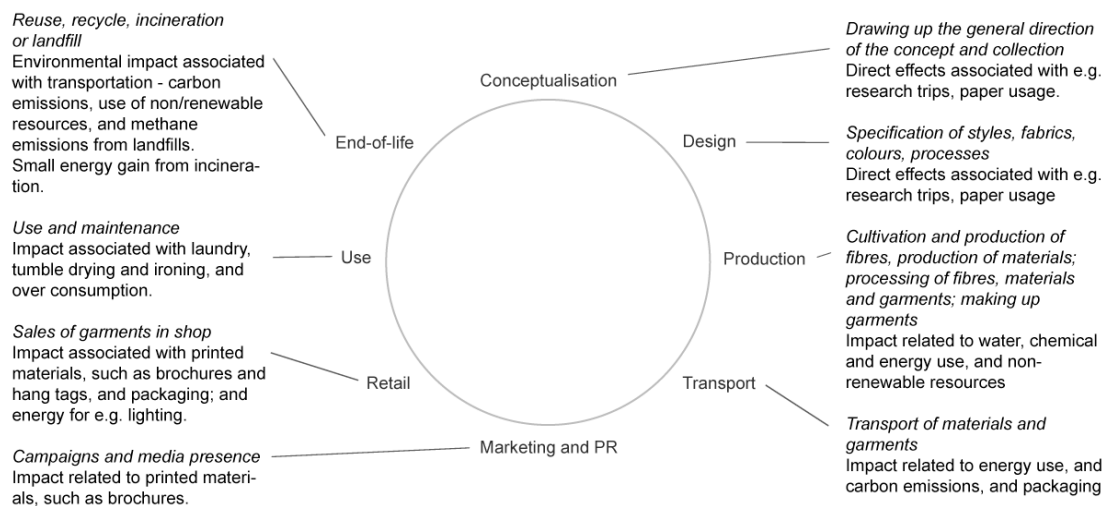 Reuse, recycle, incineration
or landfill
Environmental impact associated
with transportation - carbon
emissions, use of non/renewable
resources, and methane
emissions from landfills.
Small energy gain from incinera-
tion.
Use and maintenance
Impact associated with laundry,
tumble drying and ironing, and
over consumption.
Sales of garments in shop
Impact associated with printed
materials, such as brochures and
hang tags, and packaging; and
energy for e.g. lighting.
Campaigns and media presence
Impact related to printed materi-
als, such as brochures.
Conceptualisation
End-of-life
Design
Use
Production
Retail
Transport
Marketing and PR
Drawing up the general direction
of the concept and collection
Direct effects associated with e.g.
research trips, paper usage.
Specification of styles, fabrics,
colours, processes
Direct effects associated with e.g.
research trips, paper usage
Cultivation and production of
fibres, production of materials;
processing of fibres, materials
and garments; making up
garments
Impact related to water, chemical
and energy use, and non-
renewable resources
Transport of materials and
garments
Impact related to energy use, and
carbon emissions, and packaging